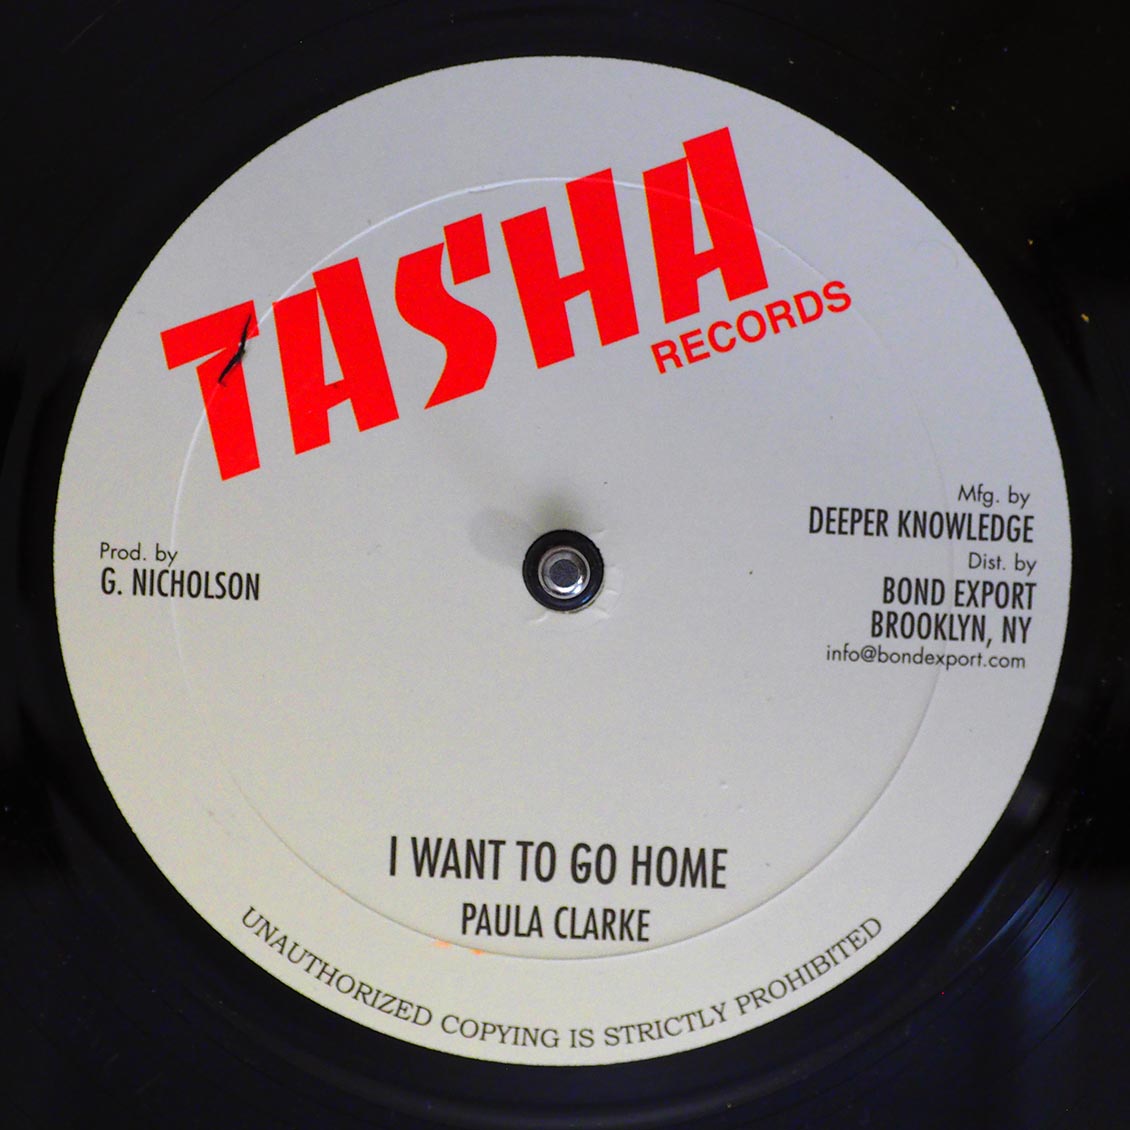 TASHA
RECORDS
Prod. by
G. NICHOLSON
Mfg. by
DEEPER KNOWLEDGE
Dist. by
BOND EXPORT
BROOKLYN, NY
info@bondexport.com
I WANT TO GO HOME
PAULA CLARKE
UNAUTHORIZED COPYING IS STRICTLY PROHIBITED